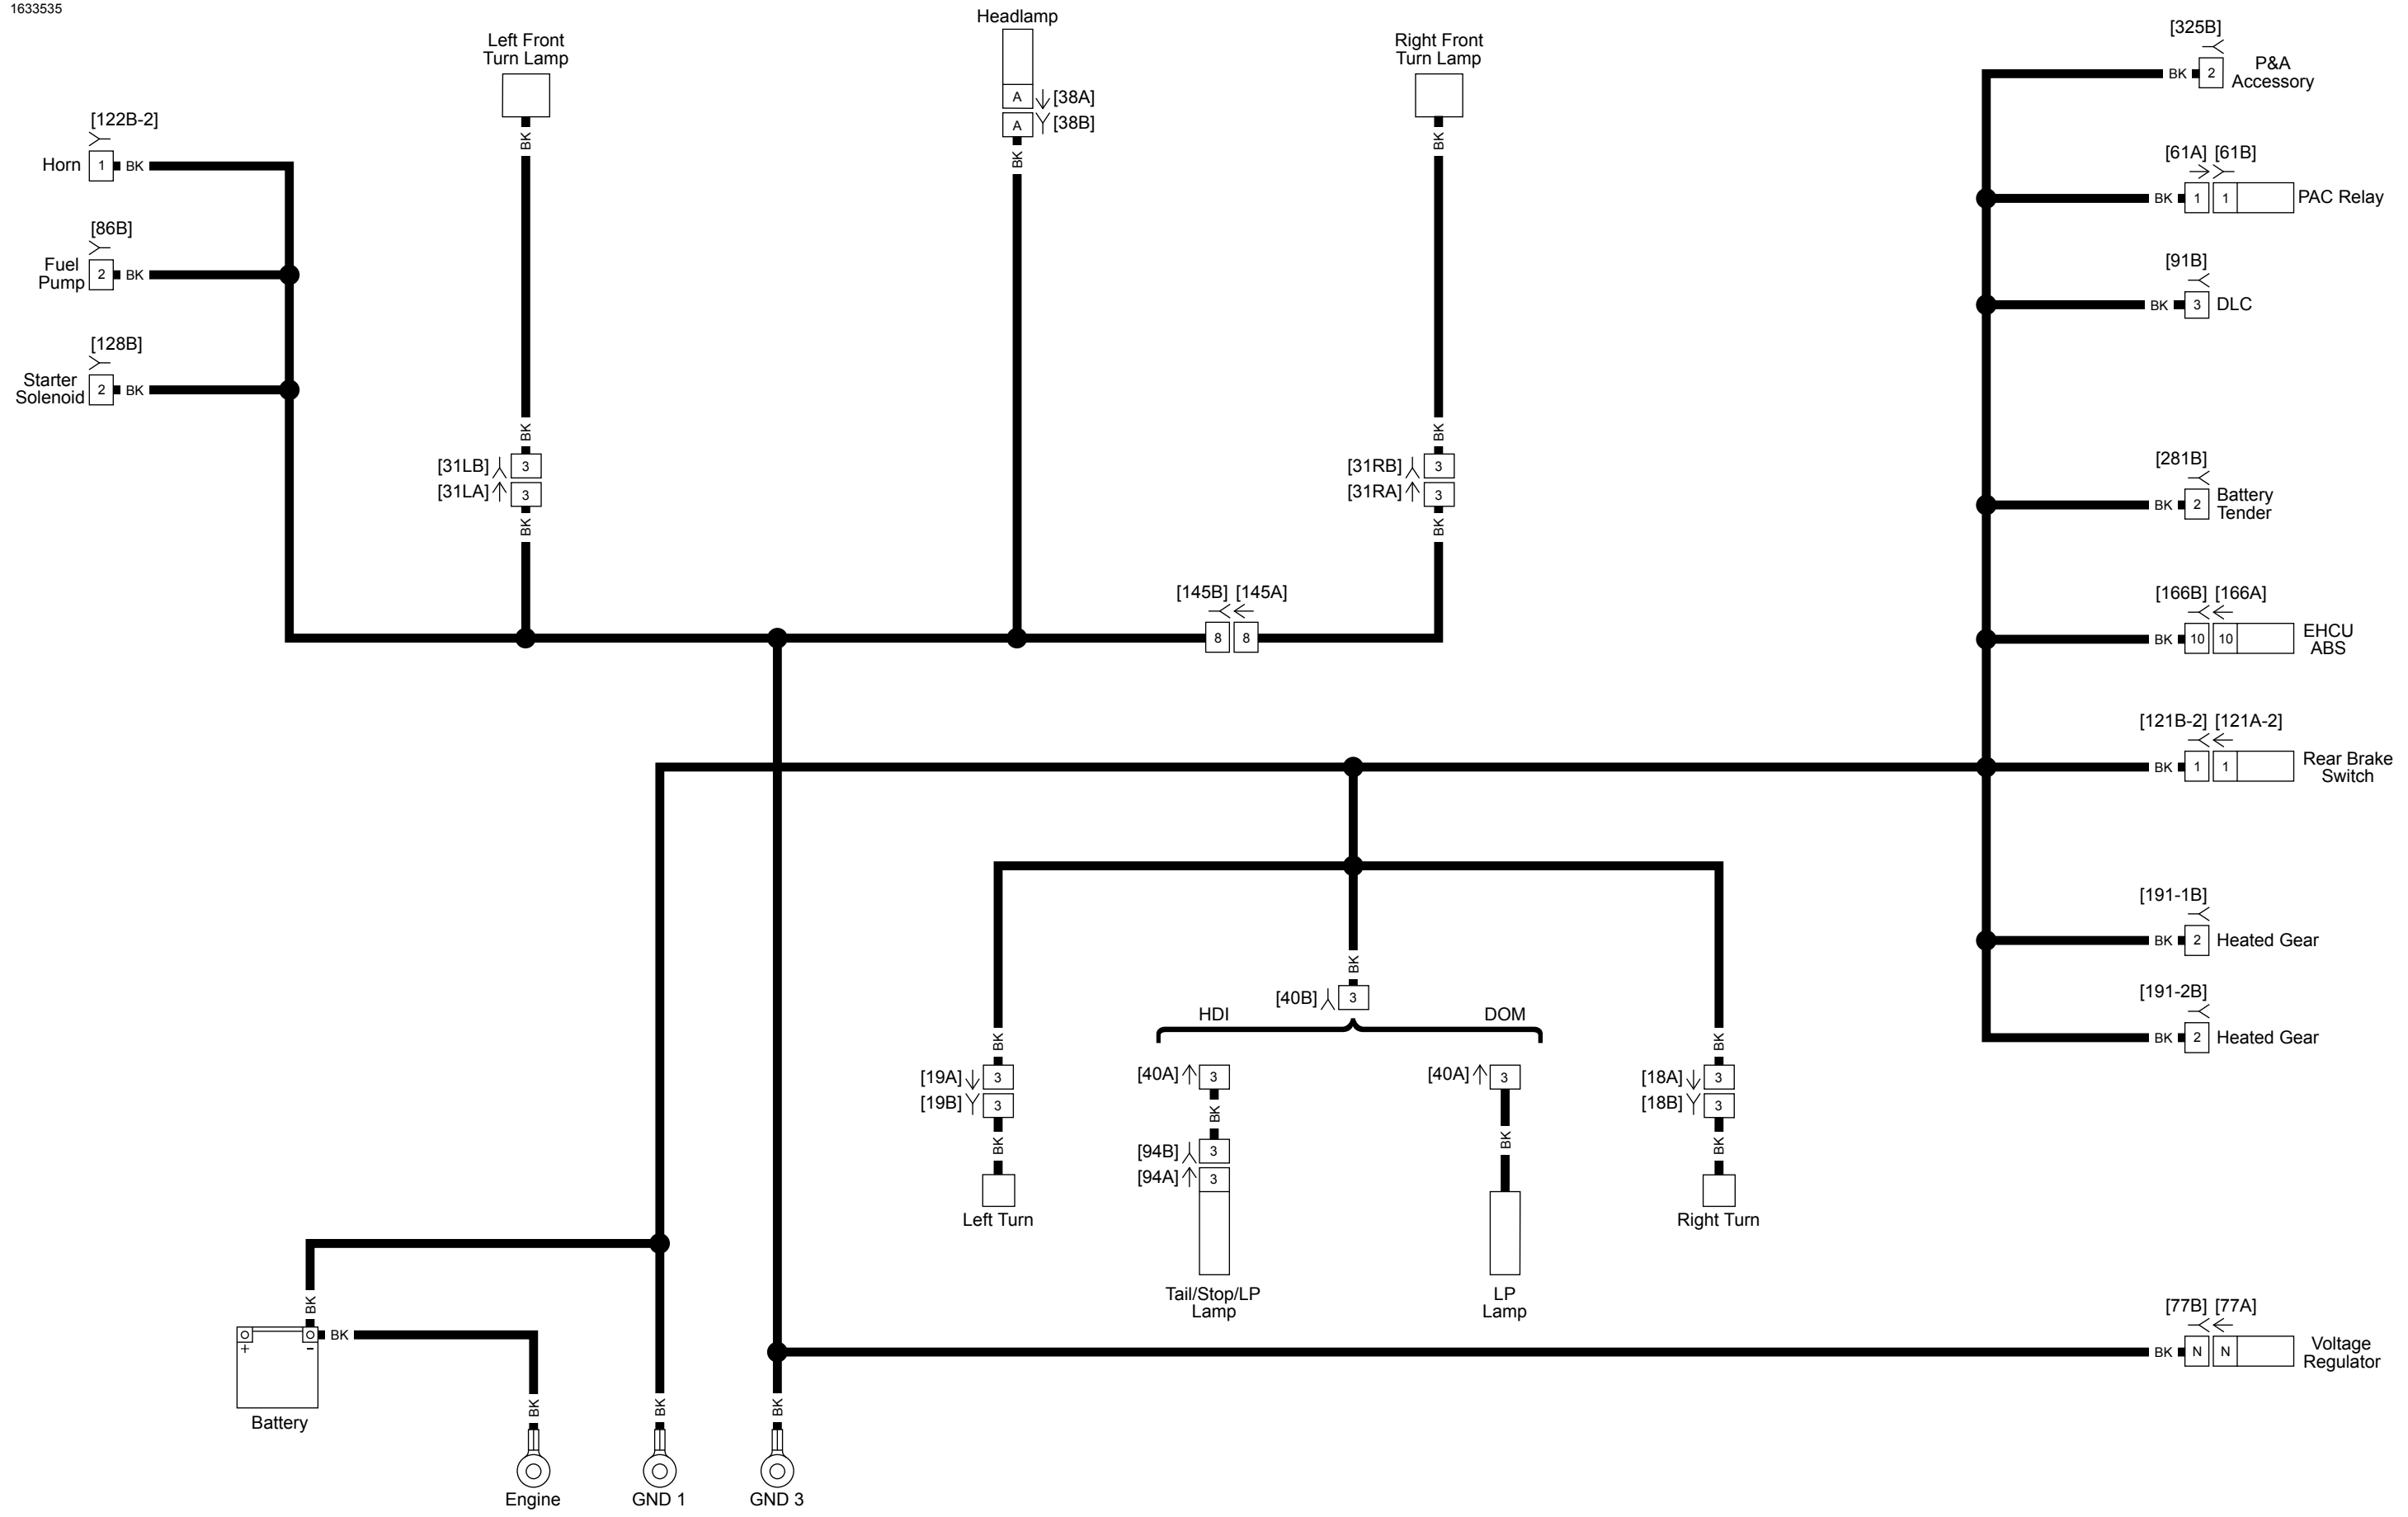 1633535
Headlamp
A
[38A]
A
[38B]
BK
Left Front
Turn Lamp
BK
BK
[31LB]
3
[31LA]
3
BK
Right Front
Turn Lamp
BK
BK
[31RB]
3
[31RA]
3
BK
[122B-2]
Horn
1
BK
[86B]
Fuel
Pump
2
BK
[128B]
Starter
Solenoid
2
BK
[145B] [145A]
8
8
[325B]
BK
2
P&A
Accessory
[61A] [61B]
BK
1
1
PAC Relay
[91B]
BK
3
DLC
[281B]
BK
2
Battery
Tender
[166B] [166A]
BK
10
10
EHCU
ABS
[121B-2] [121A-2]
BK
1
1
Rear Brake
Switch
[191-1B]
BK
2
Heated Gear
[191-2B]
BK
2
Heated Gear
BK
[40B]
3
HDI
DOM
BK
[19A]
3
[19B]
3
BK
Left Turn
[40A]
3
BK
[94B]
3
[94A]
3
Tail/Stop/LP
Lamp
[40A]
3
BK
LP
Lamp
BK
[18A]
3
[18B]
3
BK
Right Turn
[77B] [77A]
BK
N
N
Voltage
Regulator
BK
BK
+
-
Battery
BK
Engine
BK
GND 1
BK
GND 3